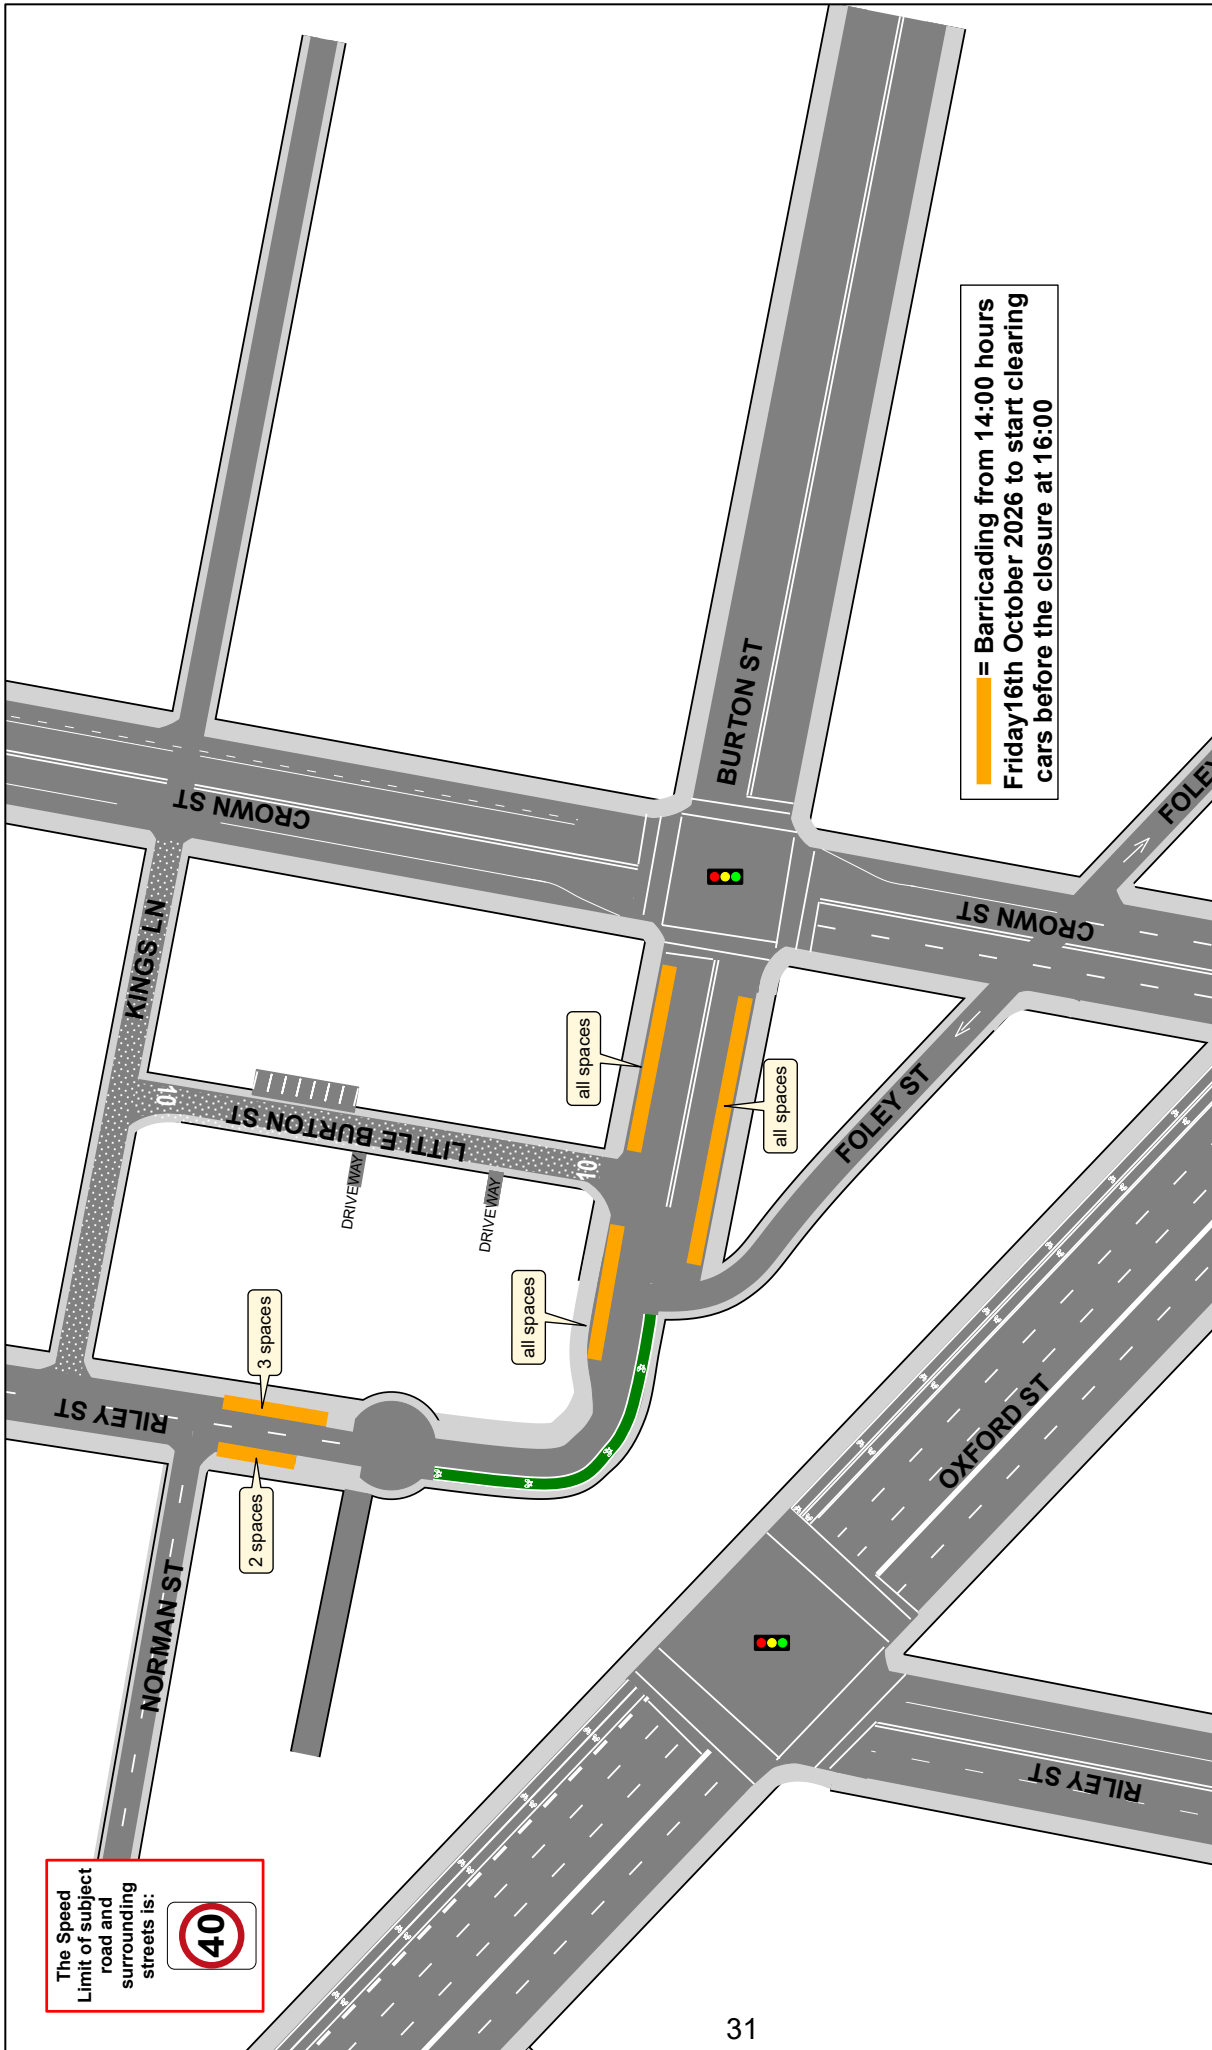 The Speed
Limit of subject
road and
surrounding
streets is:
40
NORMAN ST
RILEY ST
2 spaces
3 spaces
KINGS LN
10
LITTLE BURTON ST
10
DRIVEWAY
DRIVEWAY
CROWN ST
all spaces
all spaces
all spaces
BURTON ST
FOLEY ST
CROWN ST
FOLEY
OXFORD ST
RILEY ST
= Barricading from 14:00 hours
Friday16th October 2026 to start clearing
cars before the closure at 16:00
31